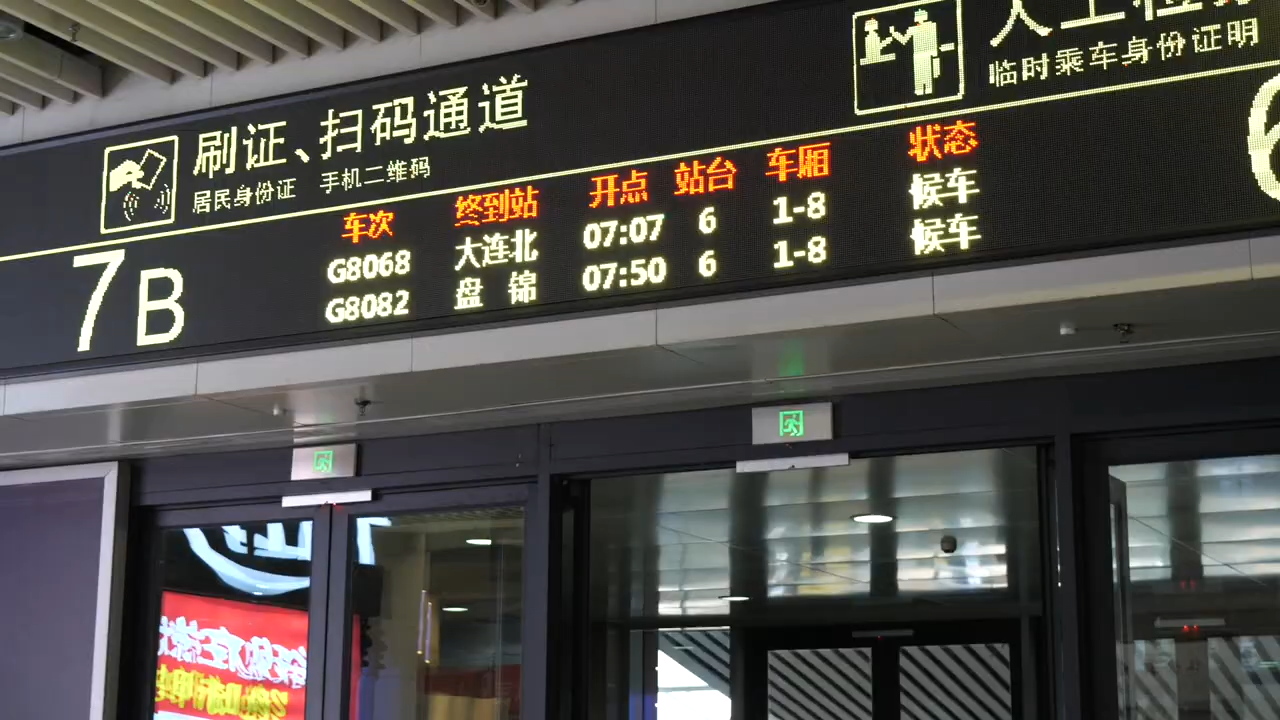 刷证、扫码通道
居民身份证 手机二维码
人工检
临时乘车身份证明
7B
车次 终到站 开点 站台 车厢 状态
G8068 大连北 07:07 6 1-8 候车
G8082 盘 锦 07:50 6 1-8 候车
6